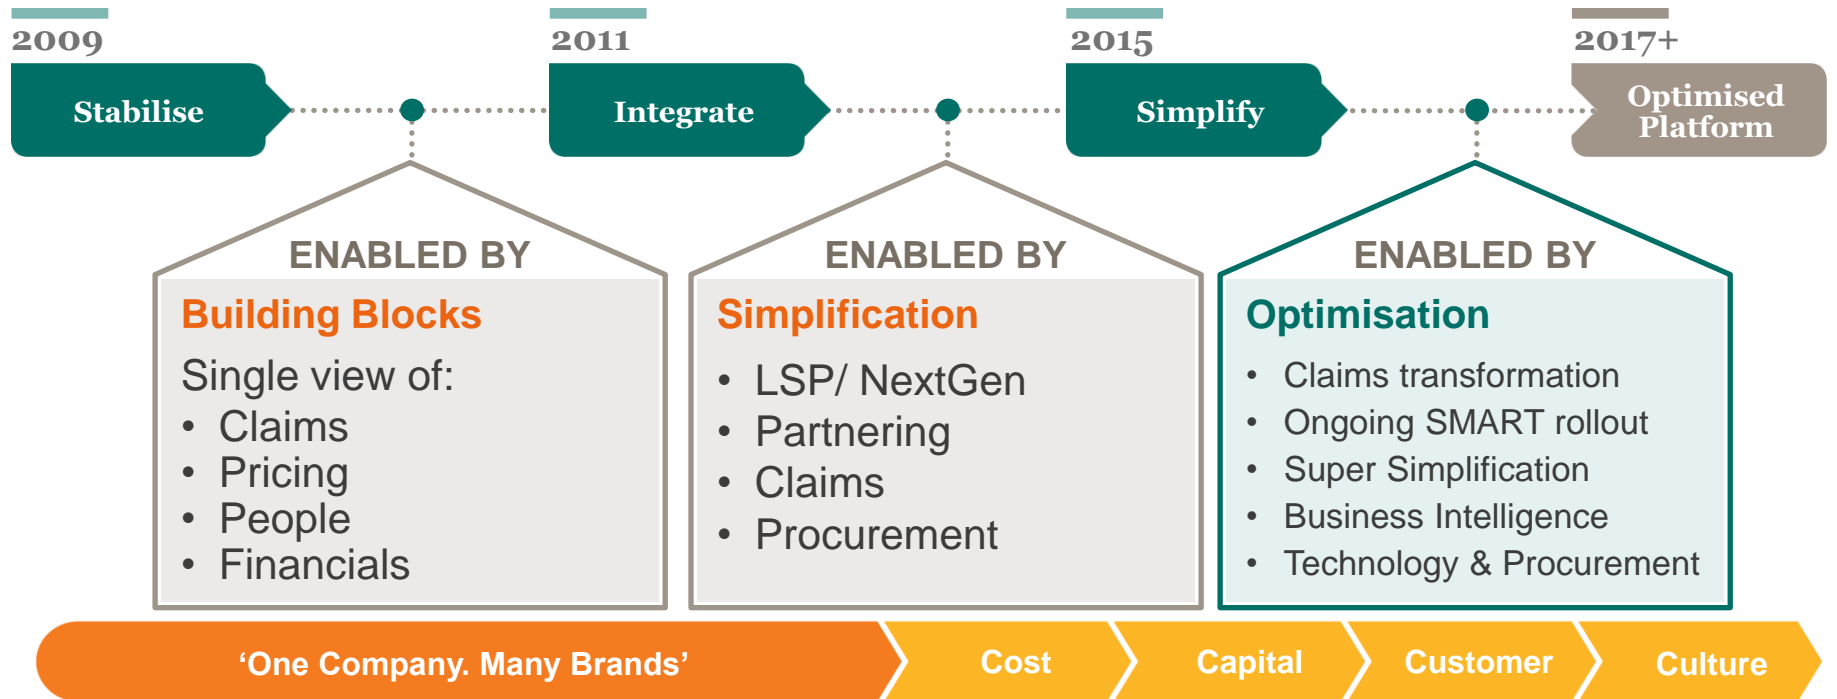 2009
2011
2015
2017+
Stabilise
Integrate
Simplify
Optimised
Platform
ENABLED BY
Building Blocks
Single view of:
• Claims
• Pricing
• People
• Financials
ENABLED BY
Simplification
• LSP/ NextGen
• Partnering
• Claims
• Procurement
ENABLED BY
Optimisation
• Claims transformation
• Ongoing SMART rollout
• Super Simplification
• Business Intelligence
• Technology & Procurement
‘One Company. Many Brands’
Cost
Capital
Customer
Culture